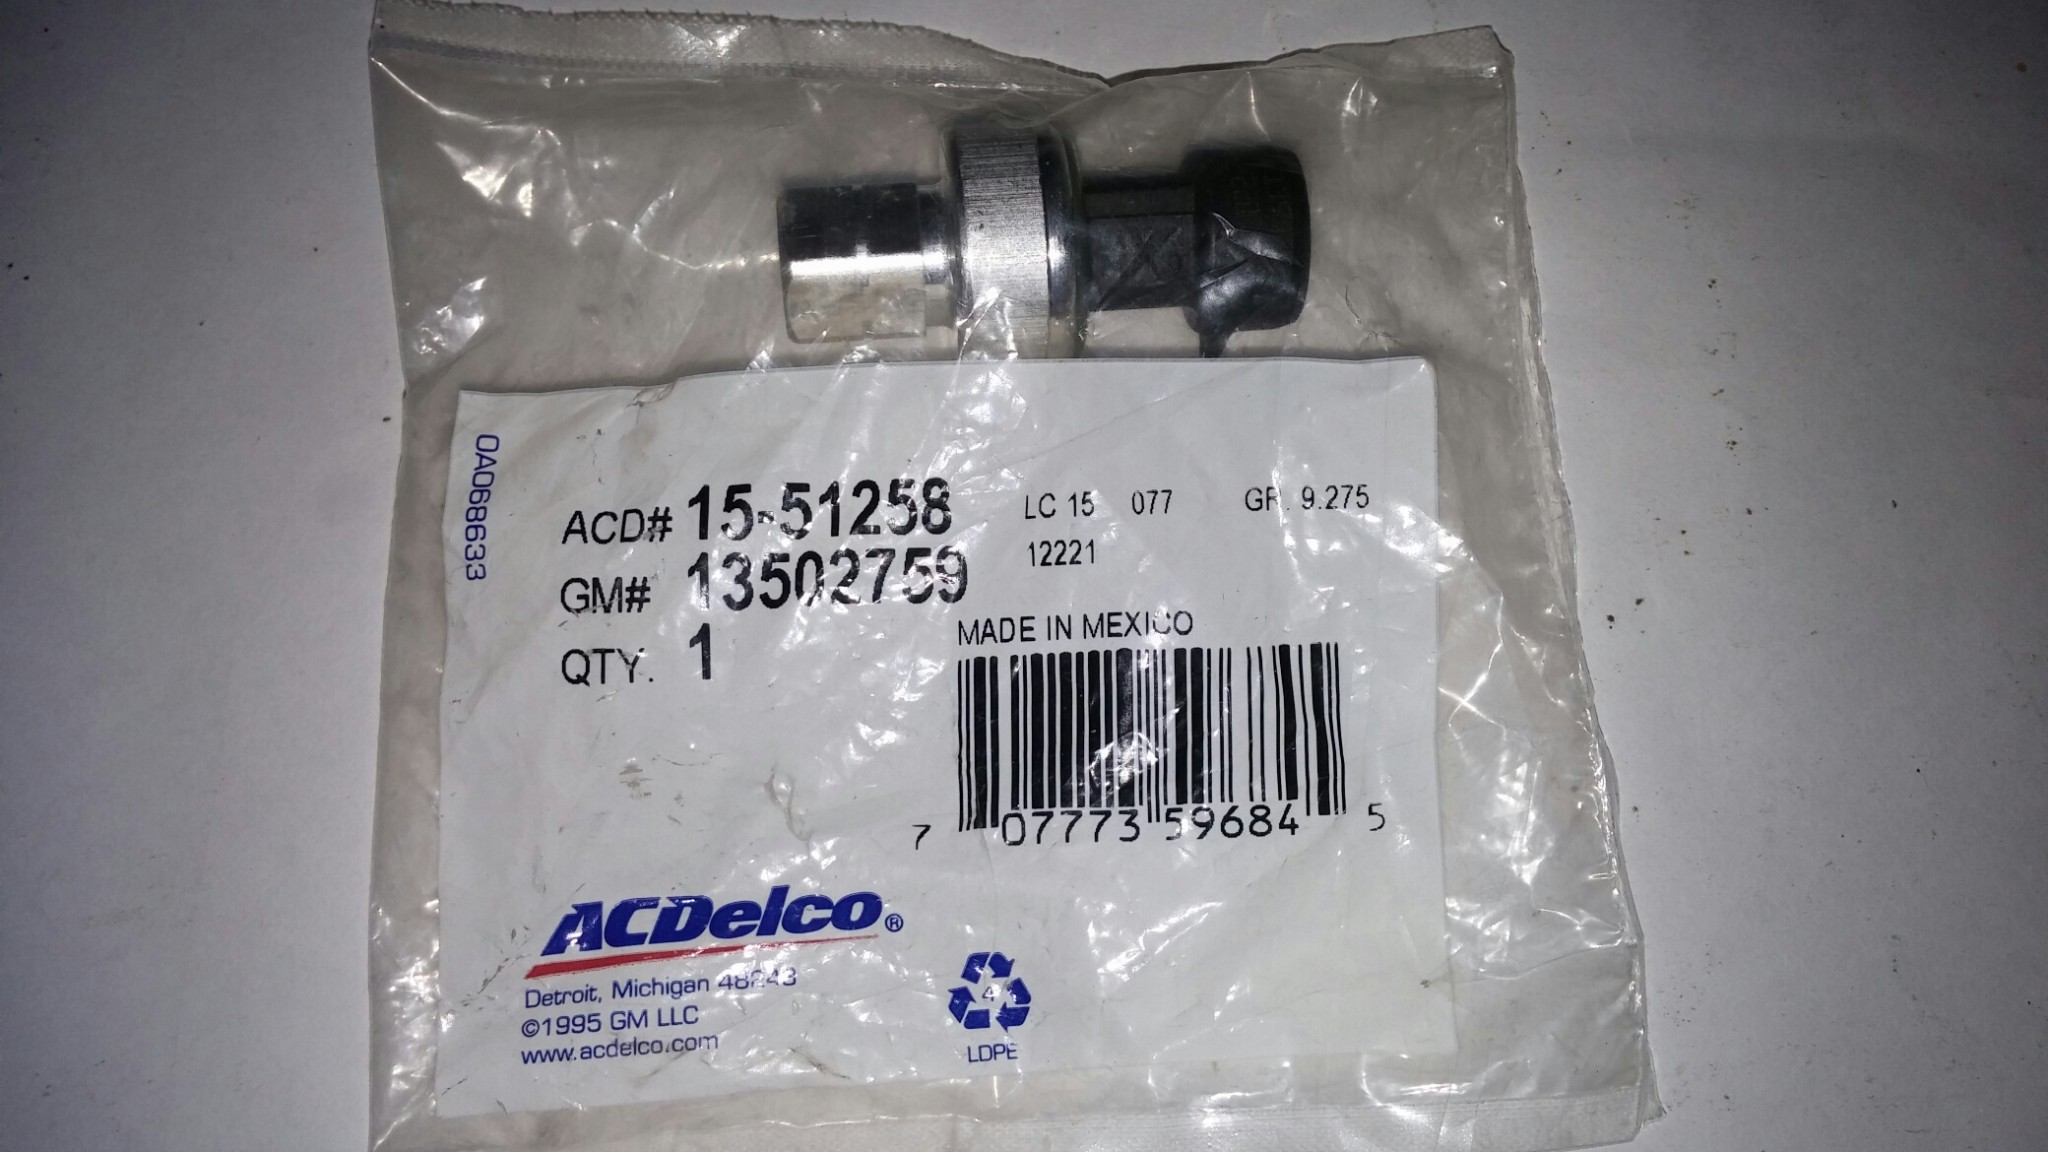 0A068633
ACD# 15-51258
LC 15 077 GR. 9.275
GM# 13502759
12221
QTY. 1
MADE IN MEXICO
7 07773 59684 5
ACDelco®
Detroit, Michigan 48243
©1995 GM LLC
www.acdelco.com
4
LDPE